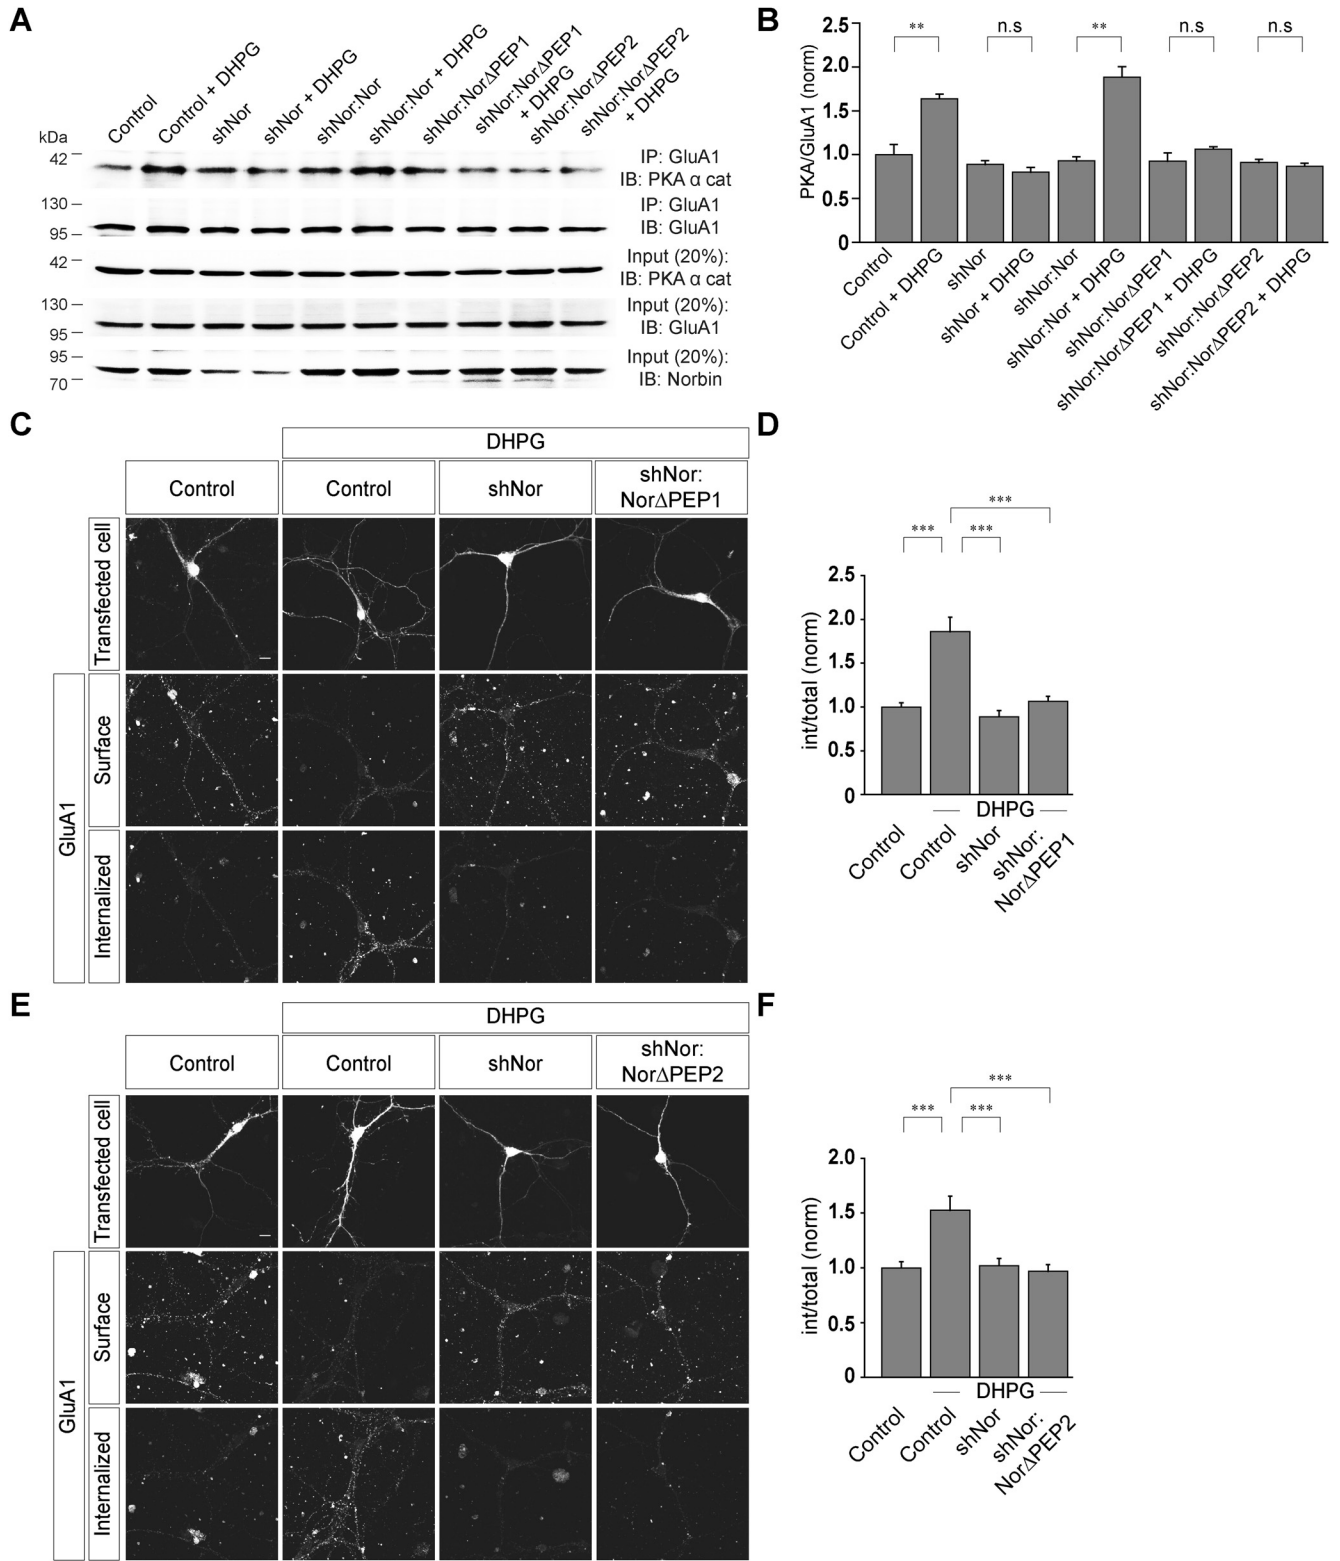 A
Control
Control + DHPG
shNor
shNor + DHPG
shNor:Nor
shNor:Nor + DHPG
shNor:NorΔPEP1
shNor:NorΔPEP1
+ DHPG
shNor:NorΔPEP2
shNor:NorΔPEP2
+ DHPG
kDa
42
IP: GluA1
IB: PKA α cat
130
95
IP: GluA1
IB: GluA1
42
Input (20%):
IB: PKA α cat
130
95
Input (20%):
IB: GluA1
95
70
Input (20%):
IB: Norbin
B
PKA/GluA1 (norm)
2.5
2.0
1.5
1.0
0.5
0
**
n.s
**
n.s
n.s
Control
Control + DHPG
shNor
shNor + DHPG
shNor:Nor
shNor:Nor + DHPG
shNor:NorΔPEP1
shNor:NorΔPEP1 + DHPG
shNor:NorΔPEP2
shNor:NorΔPEP2 + DHPG
C
DHPG
Control
Control
shNor
shNor:
NorΔPEP1
Transfected cell
GluA1
Surface
Internalized
D
***
***
***
int/total (norm)
2.5
2.0
1.5
1.0
0.5
0
DHPG
Control
Control
shNor
shNor:
NorΔPEP1
E
DHPG
Control
Control
shNor
shNor:
NorΔPEP2
Transfected cell
GluA1
Surface
Internalized
F
***
***
***
int/total (norm)
2.0
1.5
1.0
0.5
0
DHPG
Control
Control
shNor
shNor:
NorΔPEP2